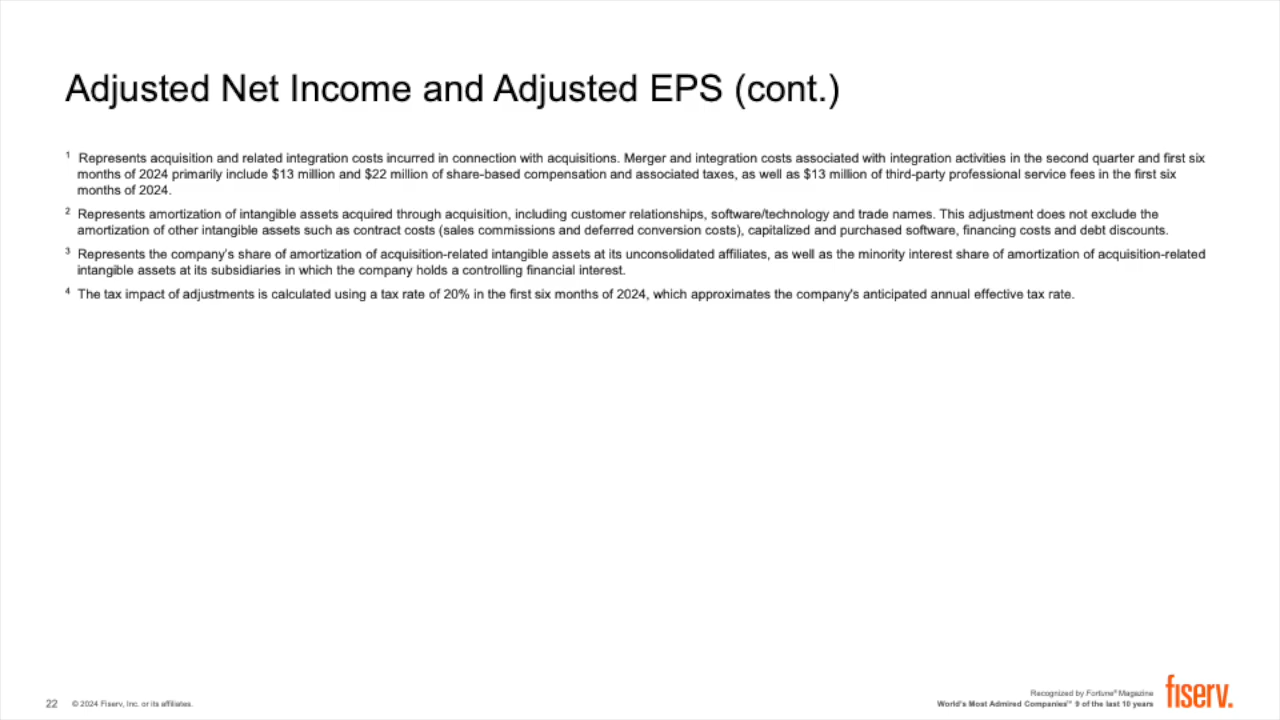 Adjusted Net Income and Adjusted EPS (cont.)
1 Represents acquisition and related integration costs incurred in connection with acquisitions. Merger and integration costs associated with integration activities in the second quarter and first six
months of 2024 primarily include $13 million and $22 million of share-based compensation and associated taxes, as well as $13 million of third-party professional service fees in the first six
months of 2024.
2 Represents amortization of intangible assets acquired through acquisition, including customer relationships, software/technology and trade names. This adjustment does not exclude the
amortization of other intangible assets such as contract costs (sales commissions and deferred conversion costs), capitalized and purchased software, financing costs and debt discounts.
3 Represents the company's share of amortization of acquisition-related intangible assets at its unconsolidated affiliates, as well as the minority interest share of amortization of acquisition-related
intangible assets at its subsidiaries in which the company holds a controlling financial interest.
4 The tax impact of adjustments is calculated using a tax rate of 20% in the first six months of 2024, which approximates the company's anticipated annual effective tax rate.
22 © 2024 Fiserv, Inc. or its affiliates.
Recognized by Fortune® Magazine
World's Most Admired Companies™ 9 of the last 10 years
fiserv.